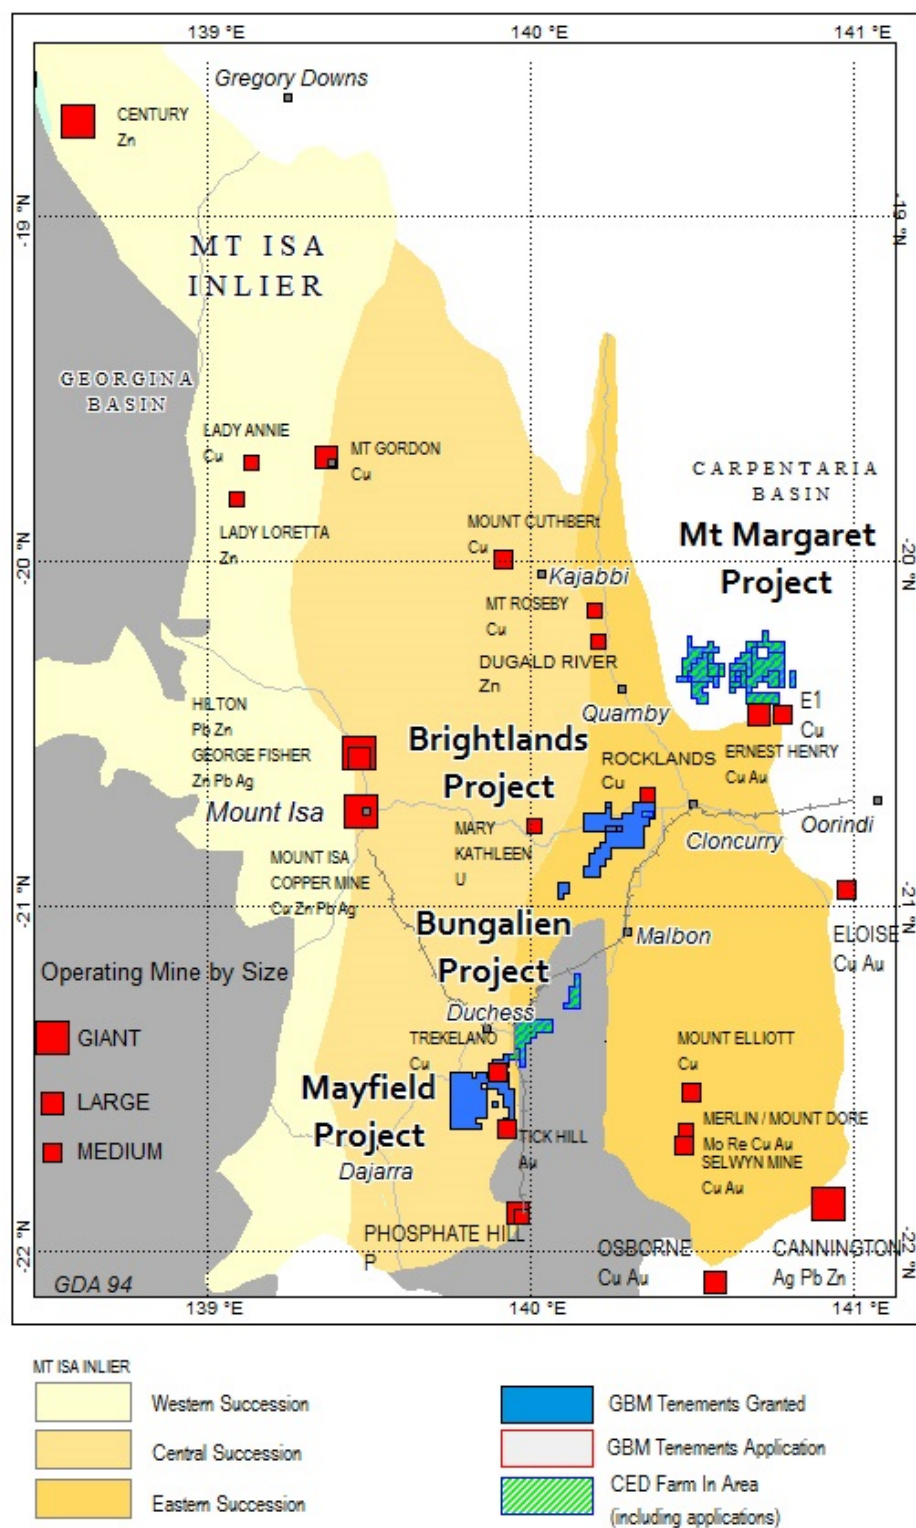 139 °E 140 °E 141 °E
Gregory Downs
CENTURY
Zn
-19 °N
-19 °N
MT ISA
INLIER
GEORGINA
BASIN
LADY ANNIE
Cu
MT GORDON
Cu
CARPENTARIA
BASIN
LADY LORETTA
Zn
MOUNT CUTHBERt
Cu
Mt Margaret
Project
-20 °N
-20 °N
Kajabbi
MT ROSEBY
Cu
DUGALD RIVER
Zn
Quamby
E1
Cu
HILTON
Pb Zn
GEORGE FISHER
Zn Pb Ag
Brightlands
Project
ROCKLANDS
Cu
ERNEST HENRY
Cu Au
Mount Isa
MARY
KATHLEEN
U
Cloncurry
Oorindi
MOUNT ISA
COPPER MINE
Cu Zn Pb Ag
-21 °N
-21 °N
Bungalien
Project
Malbon
ELOISE
Cu Au
Operating Mine by Size
GIANT
LARGE
MEDIUM
Duchess
TREKELANO
Cu
MOUNT ELLIOTT
Cu
Mayfield
Project
MERLIN / MOUNT DORE
Mo Re Cu Au
SELWYN MINE
Cu Au
TICK HILL
Au
Dajarra
PHOSPHATE HILL
P
OSBORNE
Cu Au
CANNINGTON
Ag Pb Zn
-22 °N
-22 °N
GDA 94
139 °E 140 °E 141 °E
MT ISA INLIER
Western Succession
Central Succession
Eastern Succession
GBM Tenements Granted
GBM Tenements Application
CED Farm In Area
(including applications)